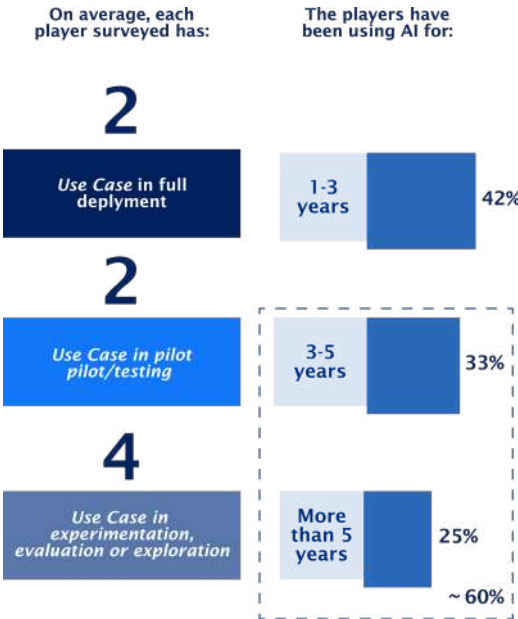 On average, each
player surveyed has:
The players have
been using AI for:
2
Use Case in full
deplyment
1-3
years
42%
2
Use Case in pilot
pilot/testing
3-5
years
33%
4
Use Case in
experimentation,
evaluation or exploration
More
than 5
years
25%
~60%